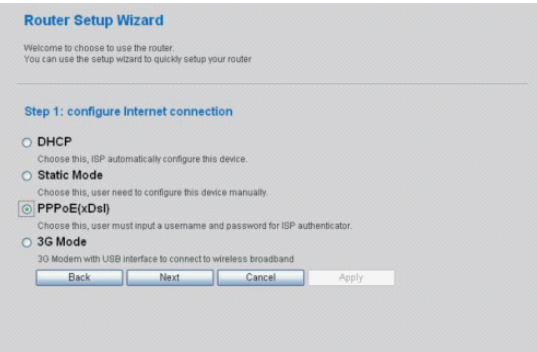 Router Setup Wizard
Welcome to choose to use the router.
You can use the setup wizard to quickly setup your router
Step 1: configure Internet connection
DHCP
Choose this, ISP automatically configure this device.
Static Mode
Choose this, user need to configure this device manually.
PPPoE(xDsl)
Choose this, user must input a username and password for ISP authenticator.
3G Mode
3G Modem with USB interface to connect to wireless broadband
Back Next Cancel Apply